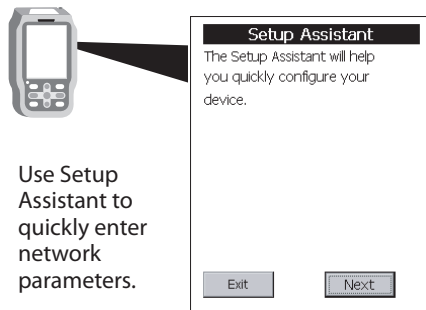 Setup Assistant
The Setup Assistant will help
you quickly configure your
device.
Exit
Next
Use Setup
Assistant to
quickly enter
network
parameters.